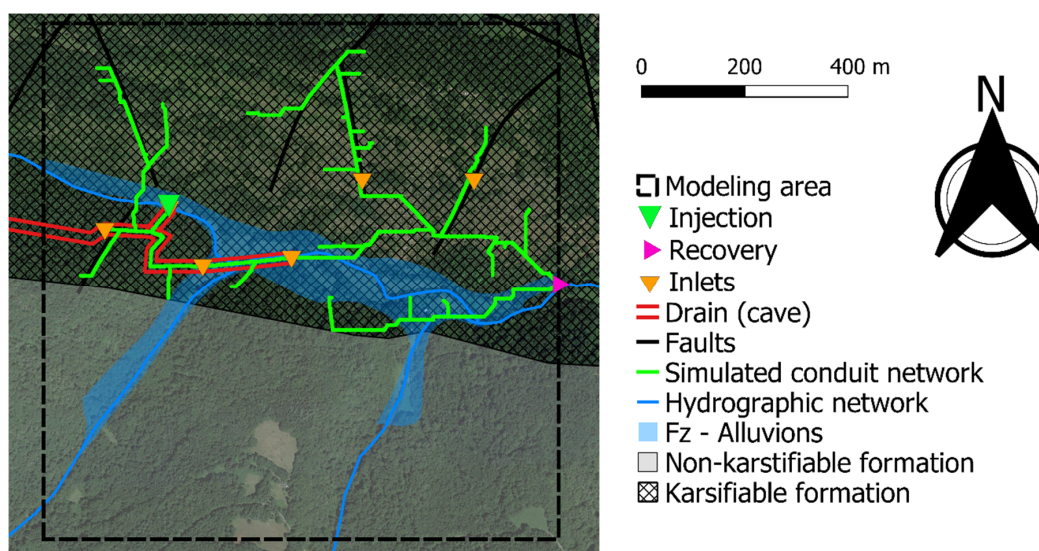 0 200 400 m
N
Modeling area
Injection
Recovery
Inlets
Drain (cave)
Faults
Simulated conduit network
Hydrographic network
Fz - Alluvions
Non-karstifiable formation
Karsifiable formation